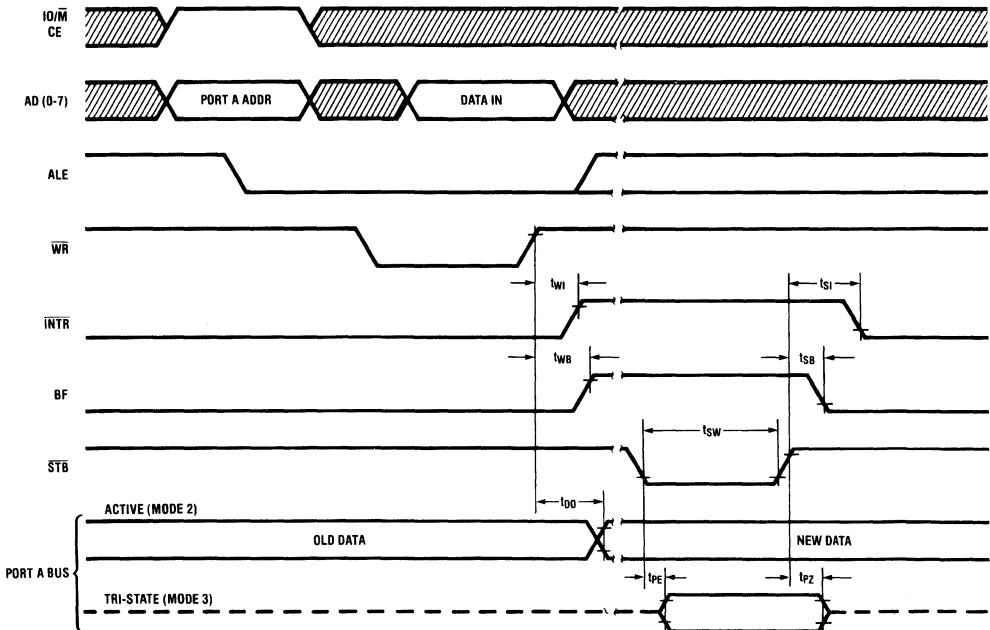 IO/M̅
CE
AD (0-7)
PORT A ADDR
DATA IN
ALE
W̅R̅
tWI
tSI
I̅N̅T̅R̅
tWB
tSB
BF
tSW
S̅T̅B̅
tDO
ACTIVE (MODE 2)
OLD DATA
NEW DATA
PORT A BUS
tPE
tPZ
TRI-STATE (MODE 3)